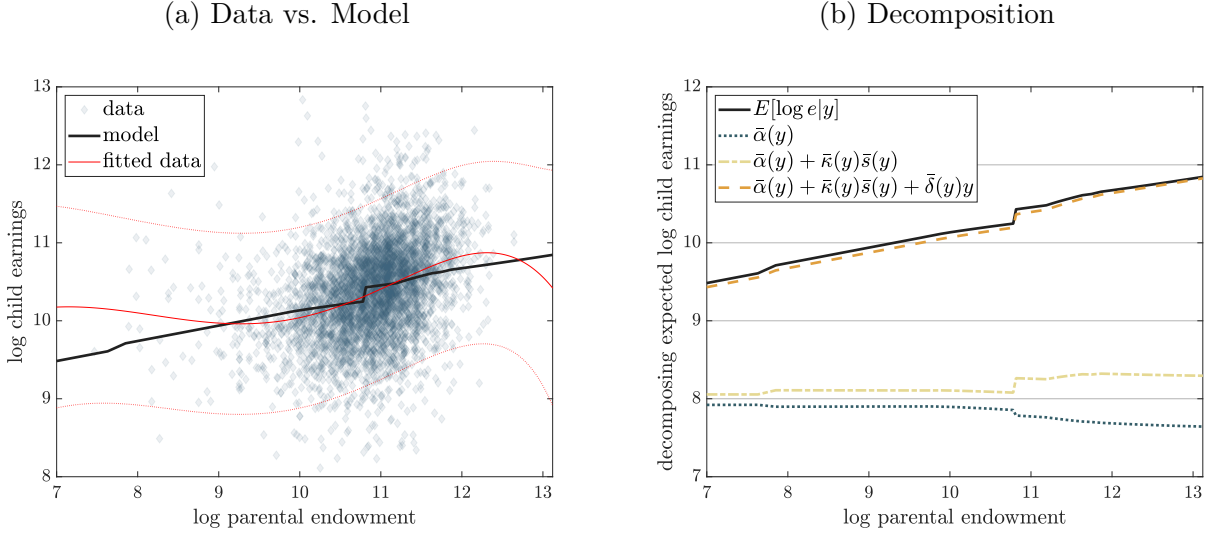 (a) Data vs. Model
13
12
11
10
9
8
log child earnings
data
model
fitted data
7 8 9 10 11 12 13
log parental endowment
(b) Decomposition
12
11
10
9
8
7
decomposing expected log child earnings
E[log e|y]
ᾱ(y)
ᾱ(y) + κ̄(y)s̄(y)
ᾱ(y) + κ̄(y)s̄(y) + δ̄(y)y
7 8 9 10 11 12 13
log parental endowment